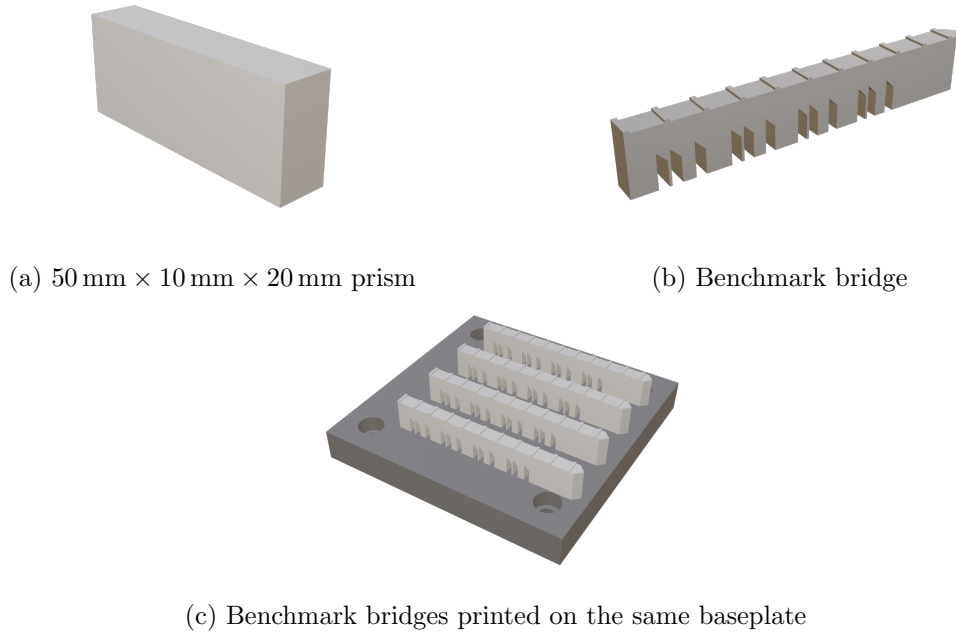 (a) 50 mm × 10 mm × 20 mm prism
(b) Benchmark bridge
(c) Benchmark bridges printed on the same baseplate